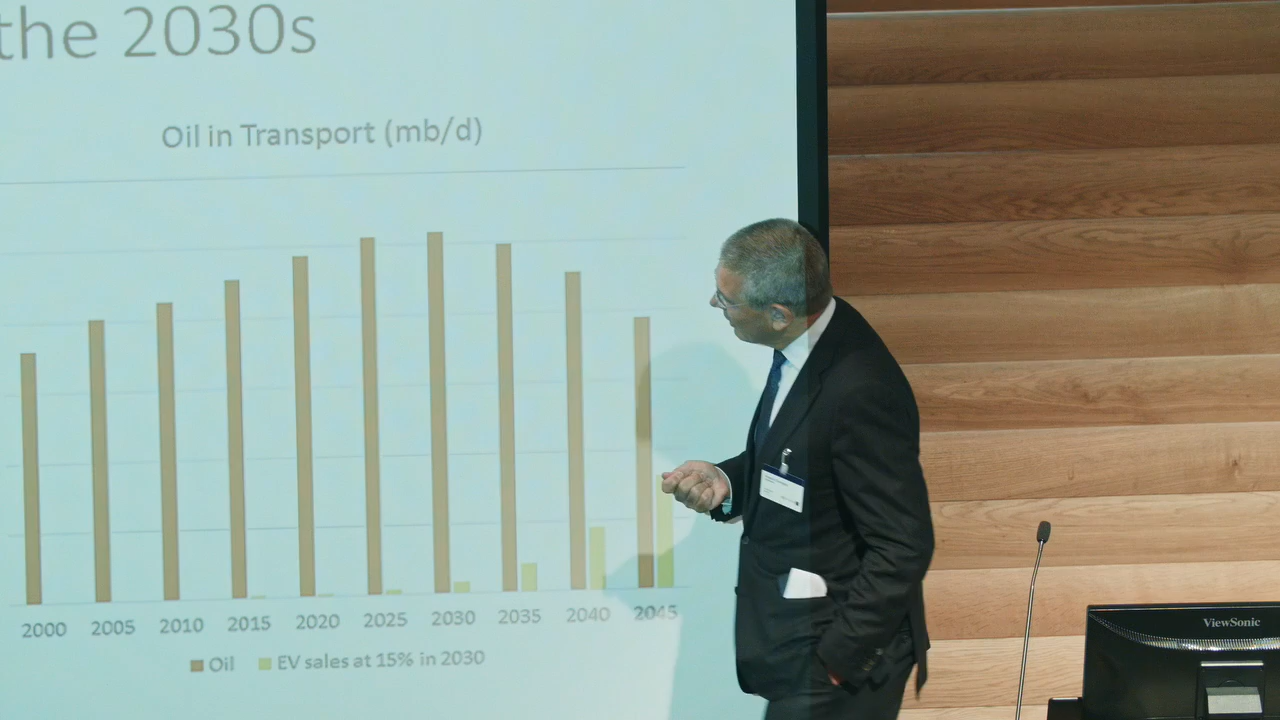 the 2030s
Oil in Transport (mb/d)
2000 2005 2010 2015 2020 2025 2030 2035 2040 2045
Oil EV sales at 15% in 2030
ViewSonic